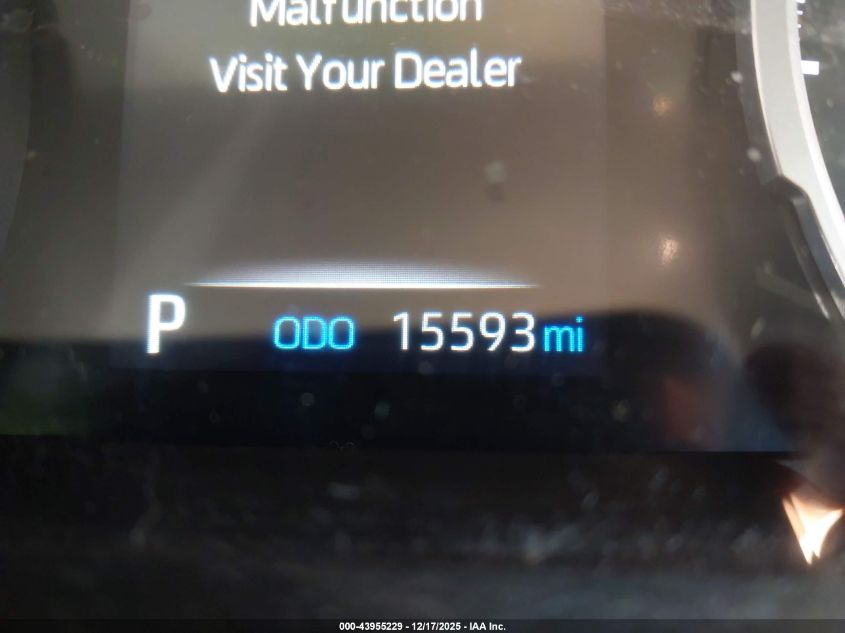 Malfunction
Visit Your Dealer
P ODO 15593 mi
000-43955229 - 12/17/2025 - IAA Inc.